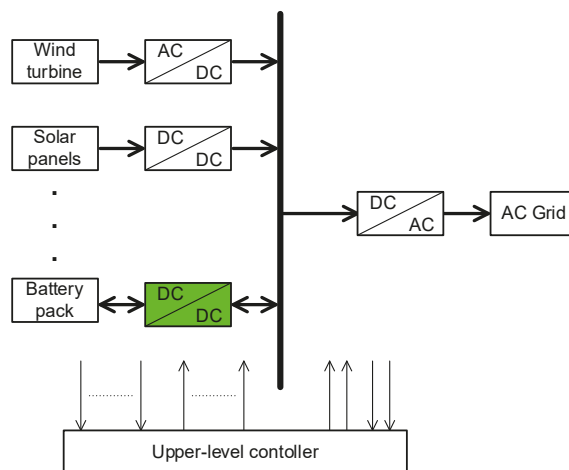 Wind
turbine
AC
DC
Solar
panels
DC
DC
DC
AC
AC Grid
Battery
pack
DC
DC
Upper-level contoller